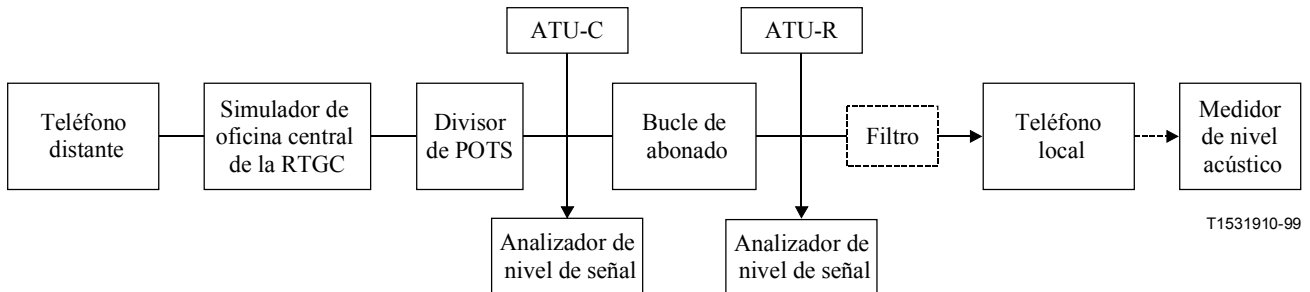 ATU-C
ATU-R
Teléfono
distante
Simulador de
oficina central
de la RTGC
Divisor
de POTS
Bucle de
abonado
Filtro
Teléfono
local
Medidor
de nivel
acústico
Analizador de
nivel de señal
Analizador de
nivel de señal
T1531910-99